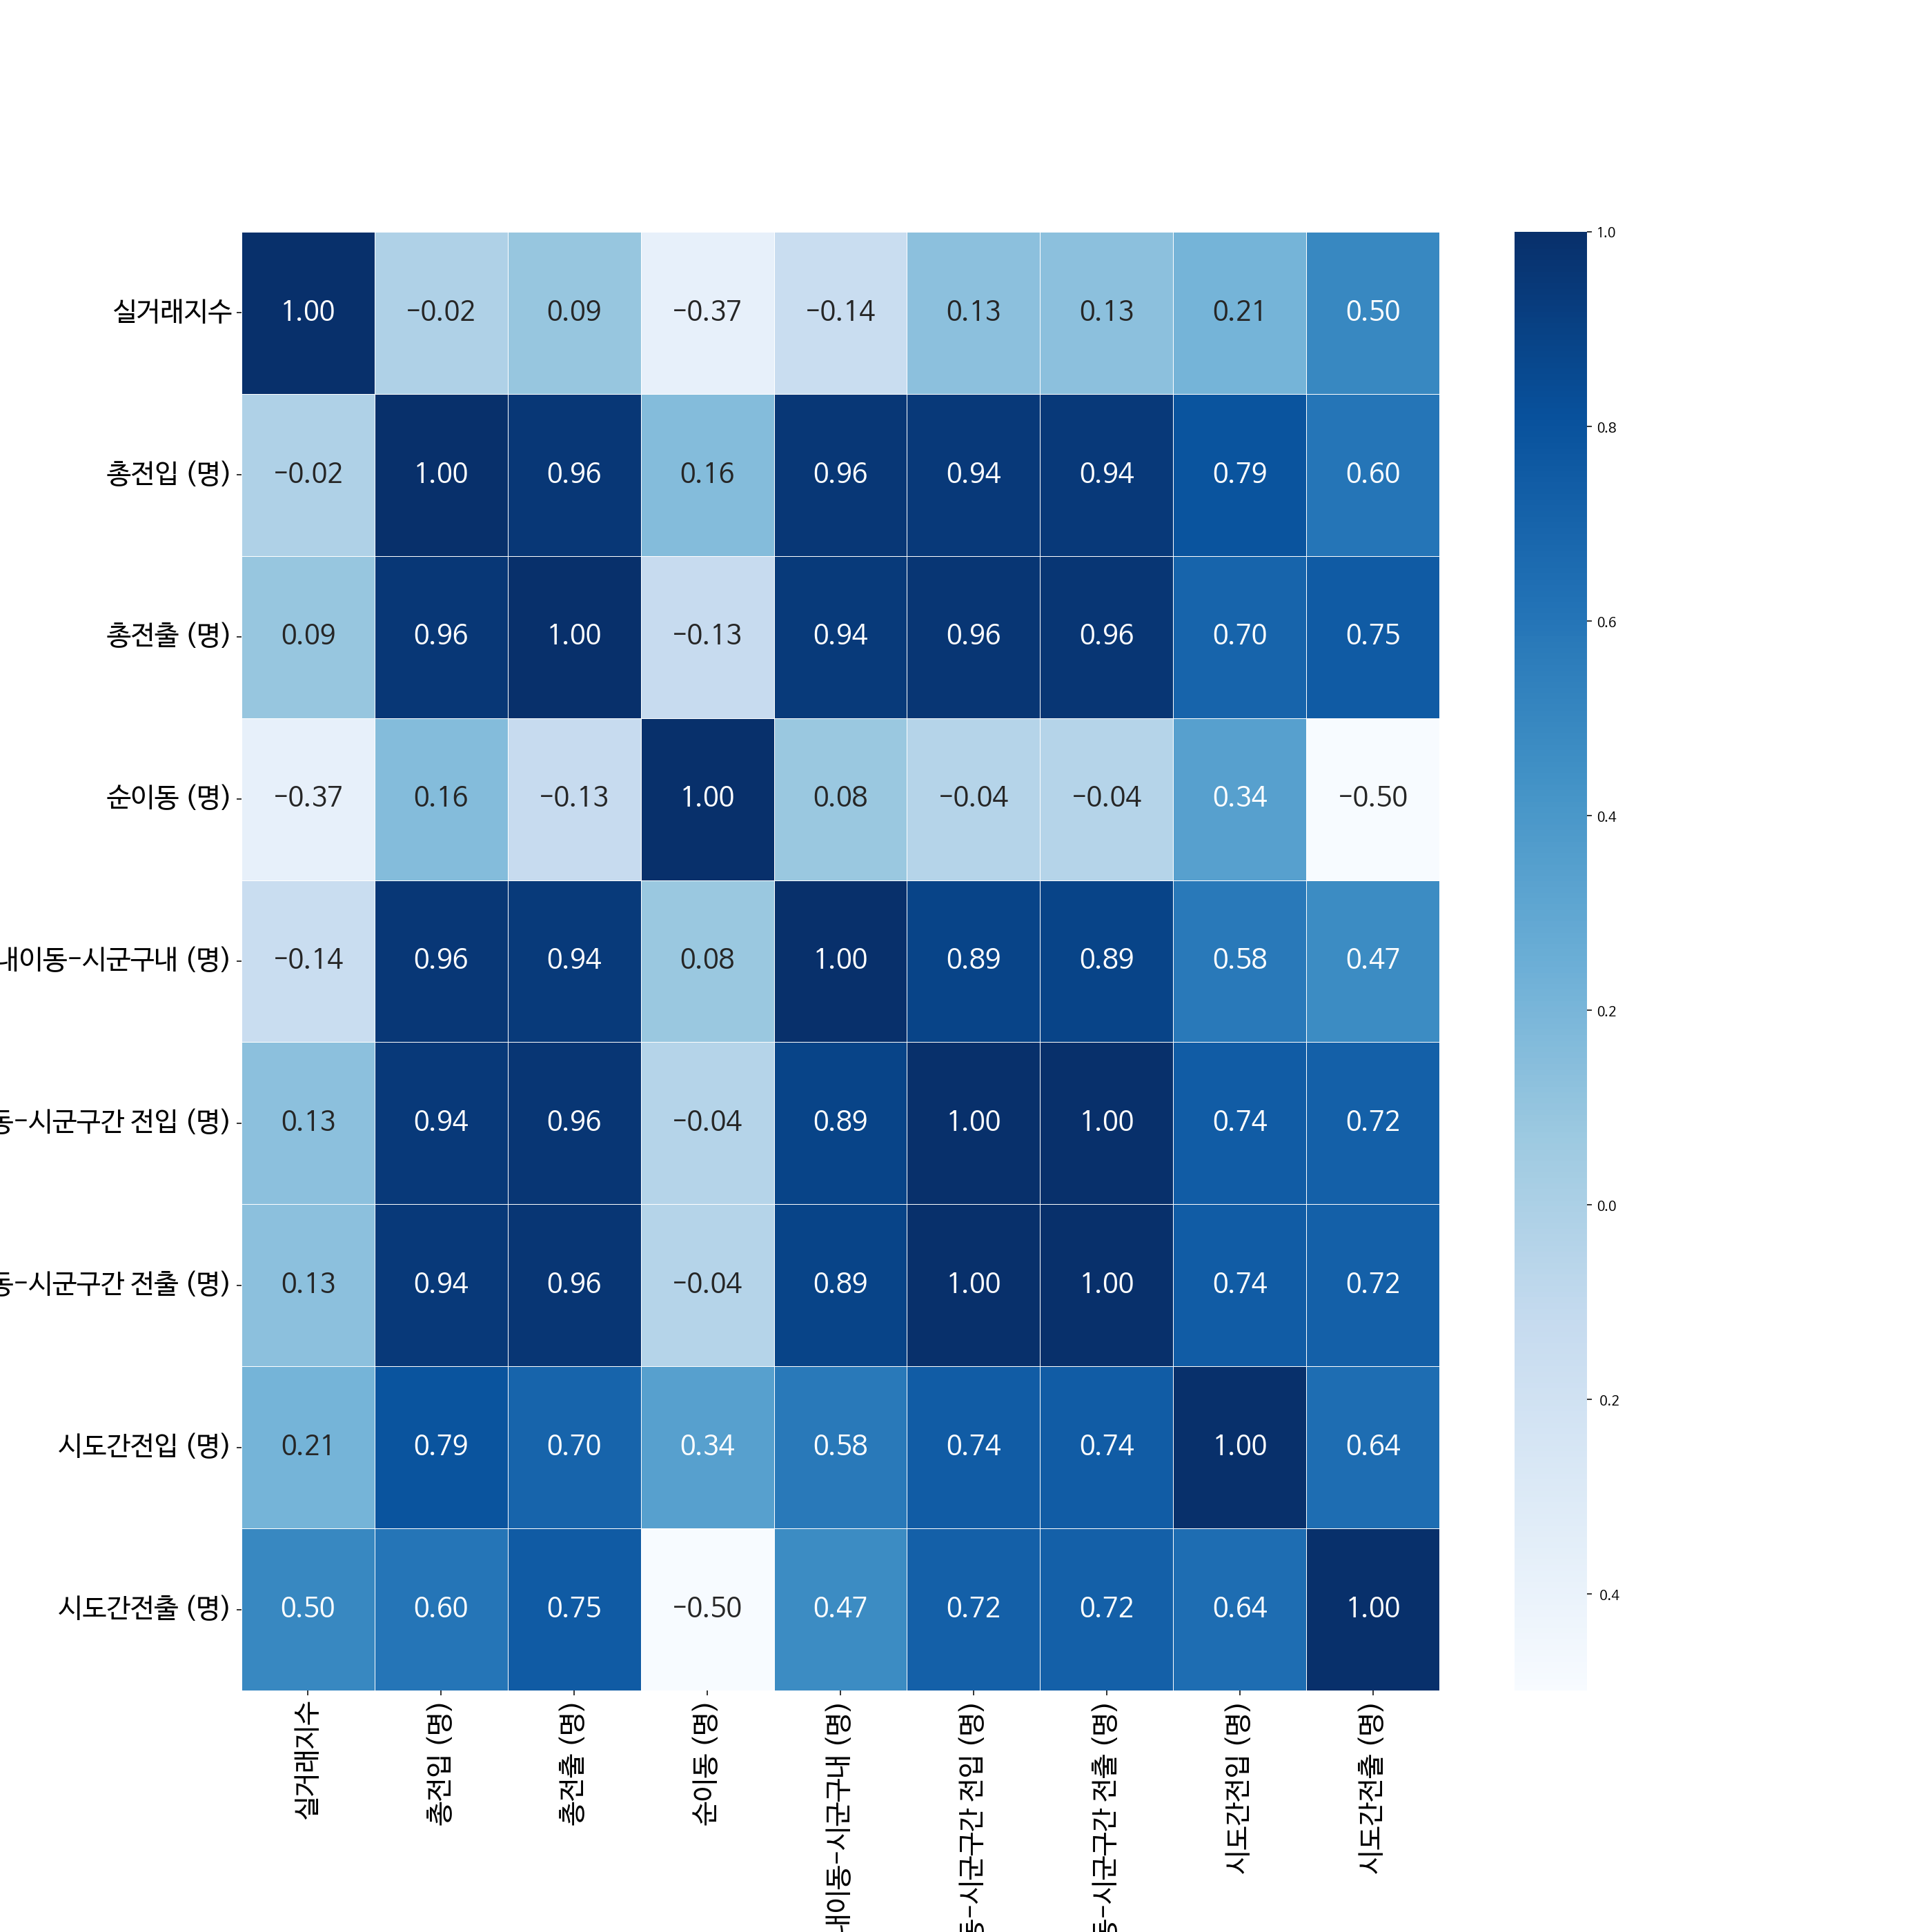 실거래지수 1.00 −0.02 0.09 −0.37 −0.14 0.13 0.13 0.21 0.50
총전입 (명) −0.02 1.00 0.96 0.16 0.96 0.94 0.94 0.79 0.60
총전출 (명) 0.09 0.96 1.00 −0.13 0.94 0.96 0.96 0.70 0.75
순이동 (명) −0.37 0.16 −0.13 1.00 0.08 −0.04 −0.04 0.34 −0.50
내이동-시군구내 (명) −0.14 0.96 0.94 0.08 1.00 0.89 0.89 0.58 0.47
동-시군구간 전입 (명) 0.13 0.94 0.96 −0.04 0.89 1.00 1.00 0.74 0.72
동-시군구간 전출 (명) 0.13 0.94 0.96 −0.04 0.89 1.00 1.00 0.74 0.72
시도간전입 (명) 0.21 0.79 0.70 0.34 0.58 0.74 0.74 1.00 0.64
시도간전출 (명) 0.50 0.60 0.75 −0.50 0.47 0.72 0.72 0.64 1.00
실거래지수
총전입 (명)
총전출 (명)
순이동 (명)
내이동-시군구내 (명)
동-시군구간 전입 (명)
동-시군구간 전출 (명)
시도간전입 (명)
시도간전출 (명)
1.0
0.8
0.6
0.4
0.2
0.0
0.2
0.4